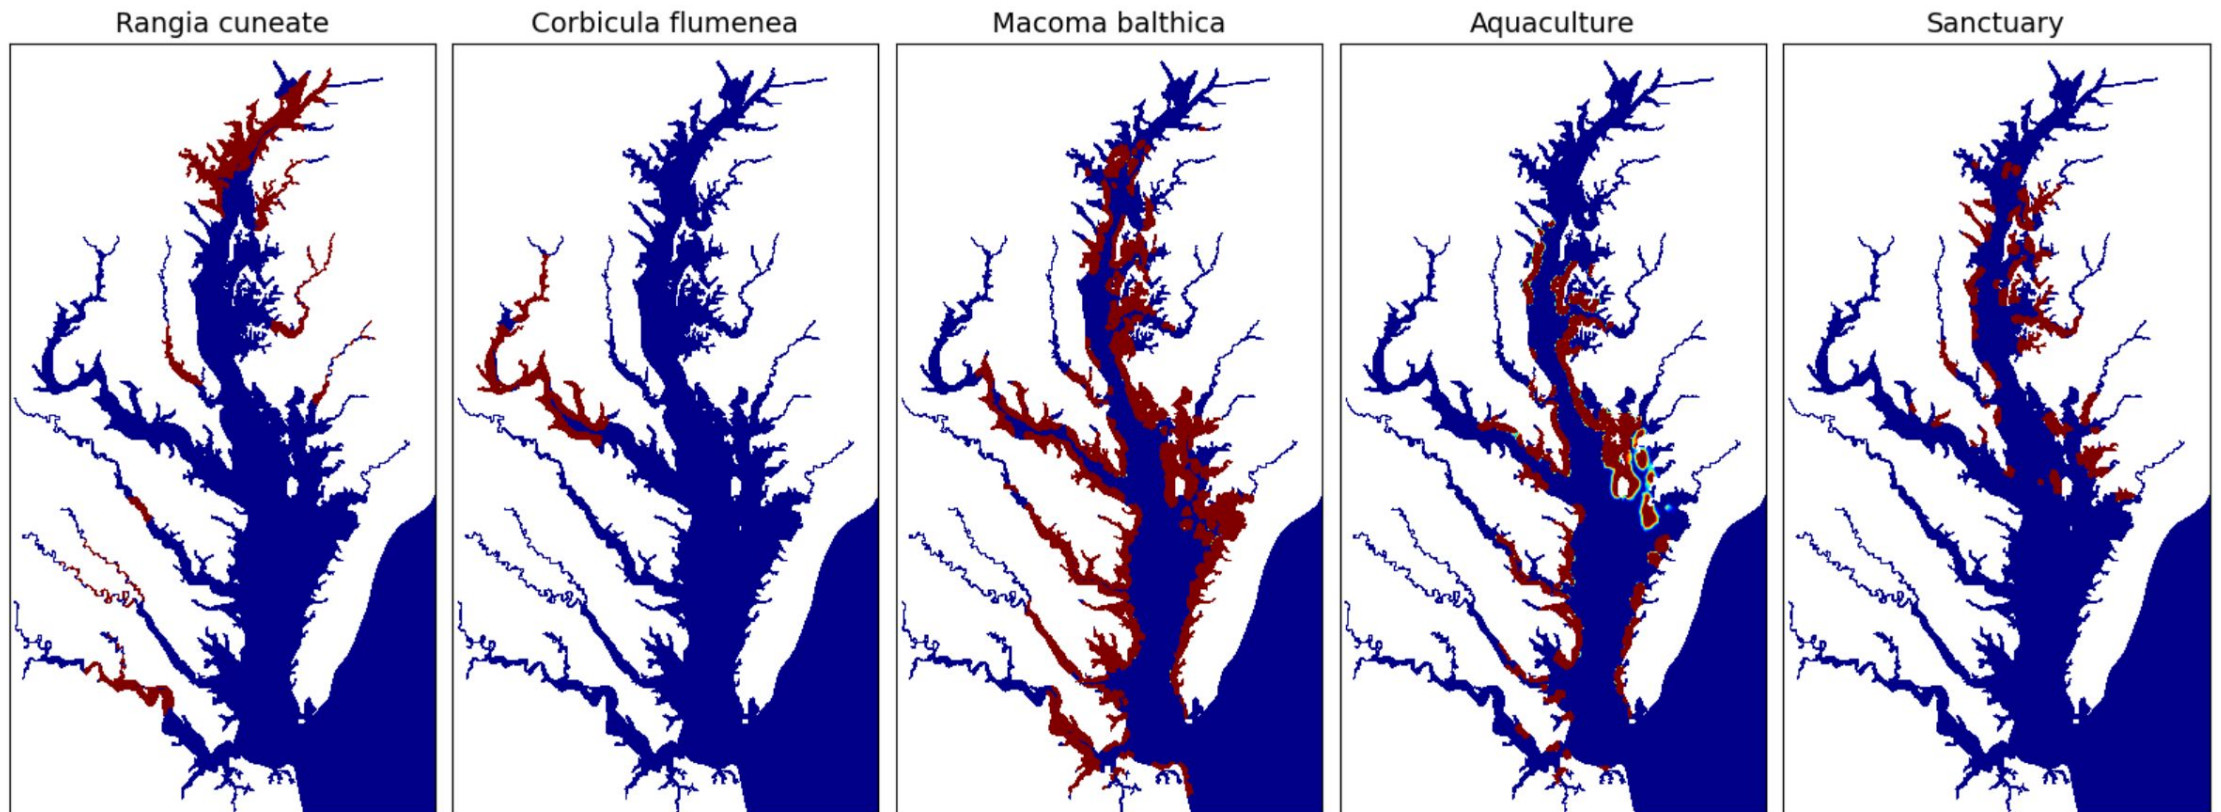 Rangia cuneate
Corbicula flumenea
Macoma balthica
Aquaculture
Sanctuary